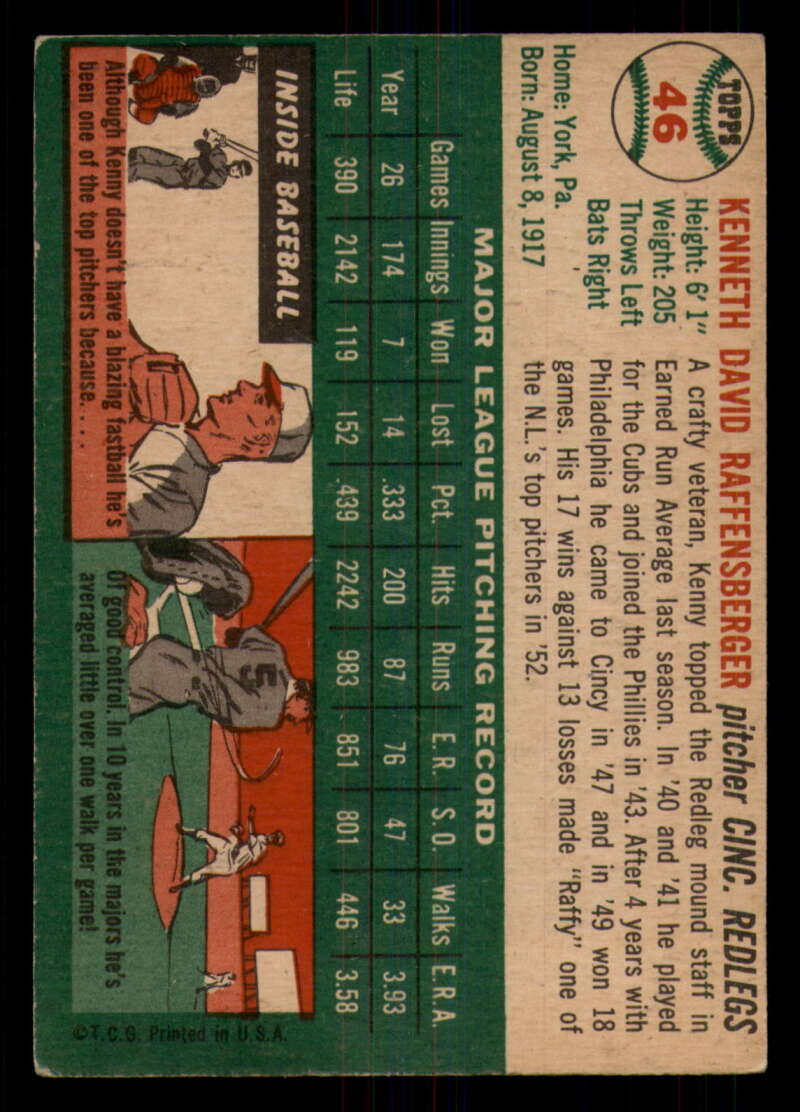 TOPPS
46
KENNETH DAVID RAFFENSBERGER pitcher CINC. REDLEGS
Height: 6' 1"
Weight: 205
Throws Left
Bats Right
Home: York, Pa.
Born: August 8, 1917
A crafty veteran, Kenny topped the Redleg mound staff in
Earned Run Average last season. In '40 and '41 he played
for the Cubs and joined the Phillies in '43. After 4 years with
Philadelphia he came to Cincy in '47 and in '49 won 18
games. His 17 wins against 13 losses made "Raffy" one of
the N.L.'s top pitchers in '52.
MAJOR LEAGUE PITCHING RECORD
Games Innings Won Lost Pct. Hits Runs E.R. S.O. Walks E.R.A.
Year 26 174 7 14 .333 200 87 76 47 33 3.93
Life 390 2142 119 152 .439 2242 983 851 801 446 3.58
INSIDE BASEBALL
Although Kenny doesn't have a blazing fastball he's
been one of the top pitchers because.....
5
Of good control. In 10 years in the majors he's
averaged little over one walk per game!
©T.C.G. Printed in U.S.A.